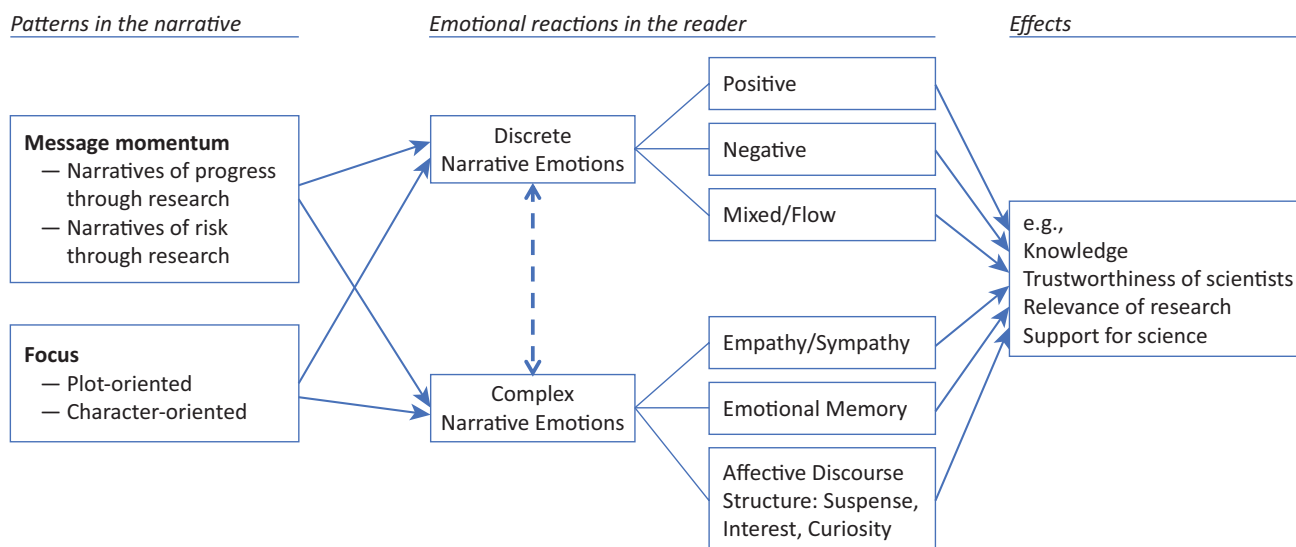 Patterns in the narrative
Emotional reactions in the reader
Effects
Message momentum
— Narratives of progress
through research
— Narratives of risk
through research
Focus
— Plot-oriented
— Character-oriented
Discrete
Narrative Emotions
Complex
Narrative Emotions
Positive
Negative
Mixed/Flow
Empathy/Sympathy
Emotional Memory
Affective Discourse
Structure: Suspense,
Interest, Curiosity
e.g.,
Knowledge
Trustworthiness of scientists
Relevance of research
Support for science